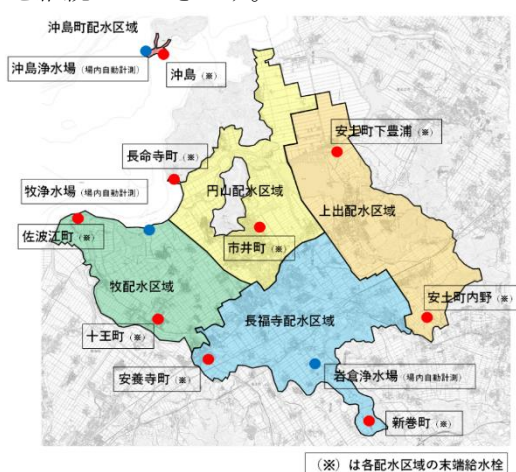 沖島町配水区域
沖島浄水場（場内自動計測）
沖島（※）
安土町下豊浦（※）
長命寺町（※）
円山配水区域
上出配水区域
牧浄水場（場内自動計測）
佐波江町（※）
市井町（※）
牧配水区域
長福寺配水区域
安土町内野（※）
十王町（※）
安養寺町（※）
岩倉浄水場（場内自動計測）
新巻町（※）
（※）は各配水区域の末端給水栓